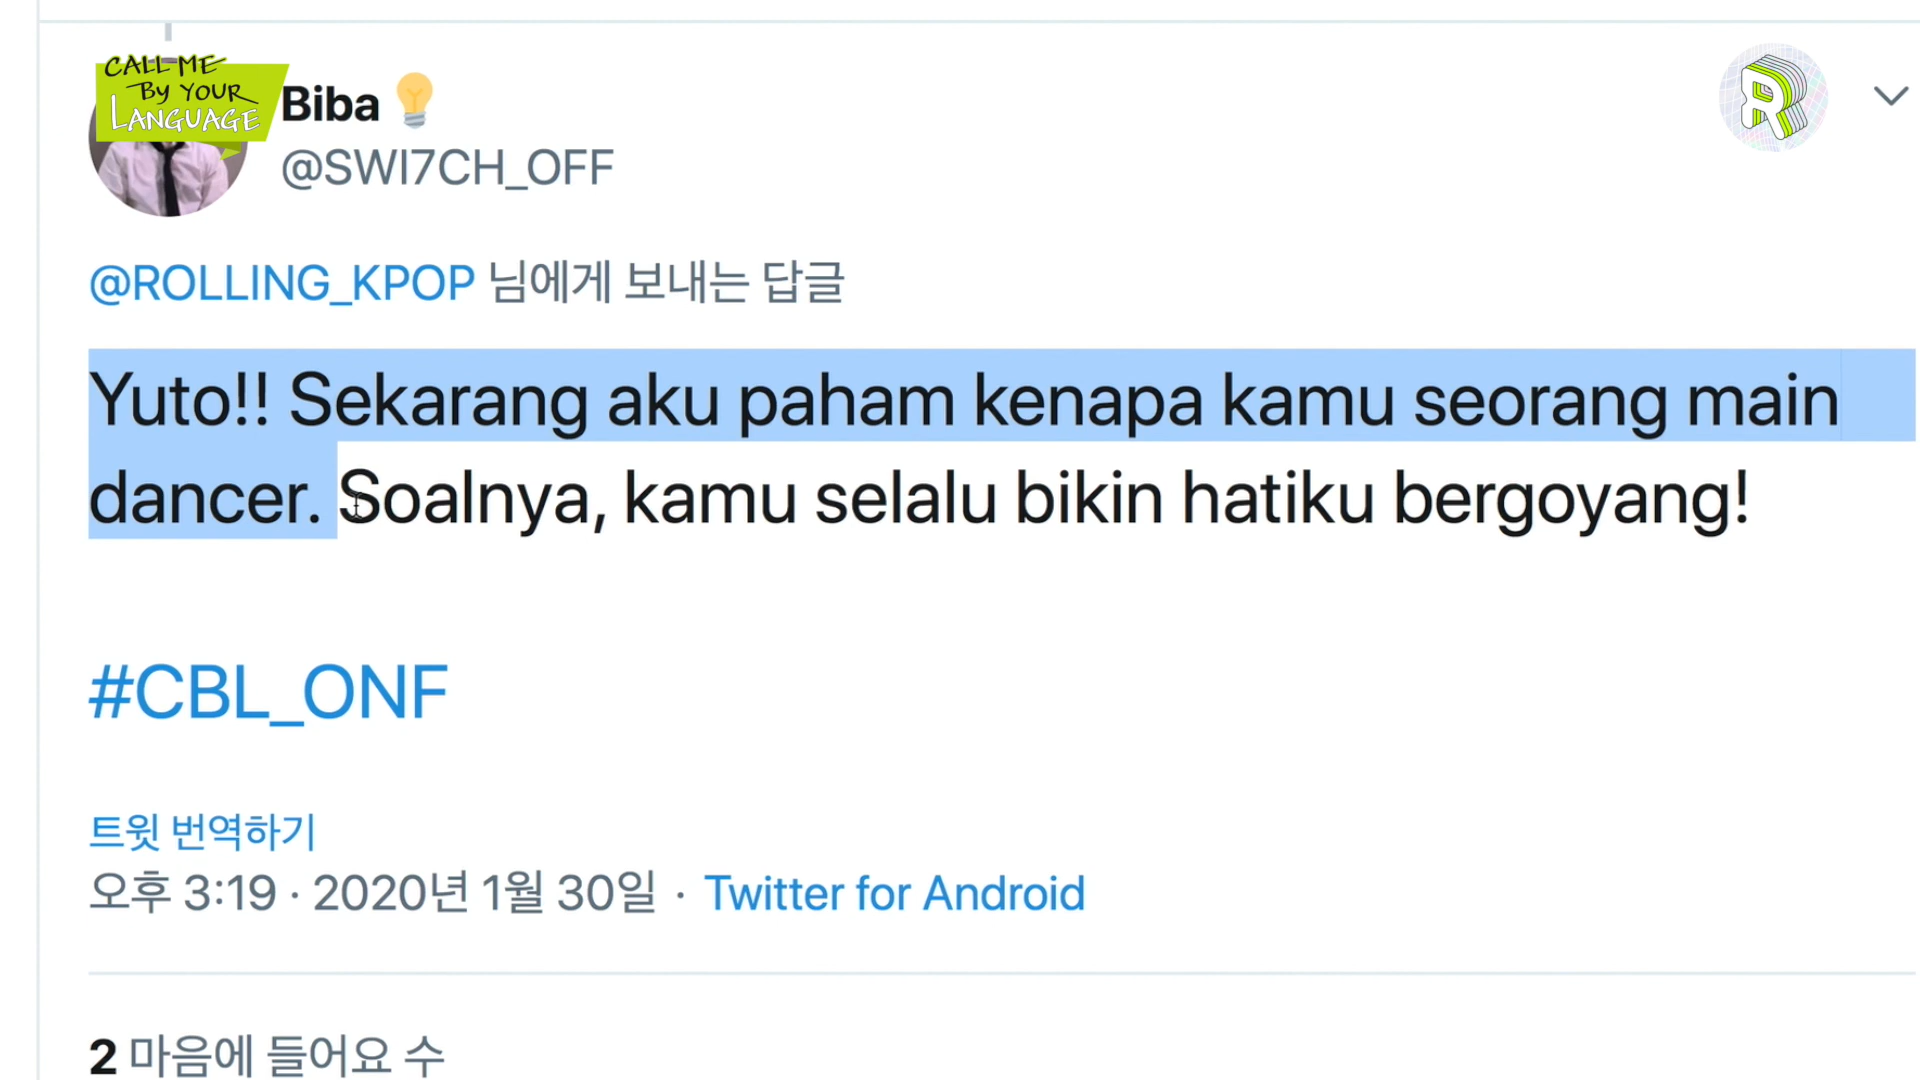 CALL ME
BY YOUR
LANGUAGE
Biba
@SWI7CH_OFF
R
@ROLLING_KPOP 님에게 보내는 답글
Yuto!! Sekarang aku paham kenapa kamu seorang main
dancer. Soalnya, kamu selalu bikin hatiku bergoyang!
#CBL_ONF
트윗 번역하기
오후 3:19 · 2020년 1월 30일 · Twitter for Android
2 마음에 들어요 수